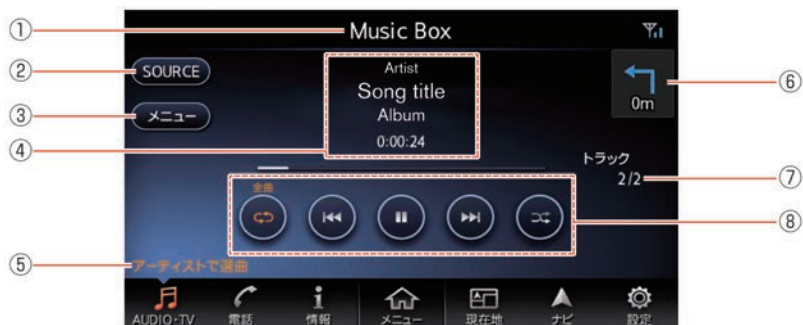 ① Music Box
② SOURCE
③ メニュー
④ Artist
Song title
Album
0:00:24
⑥ 0m
⑦ トラック
2/2
⑧ 全曲
⑤ アーティストで選曲
AUDIO・TV 電話 情報 メニュー 現在地 ナビ 設定